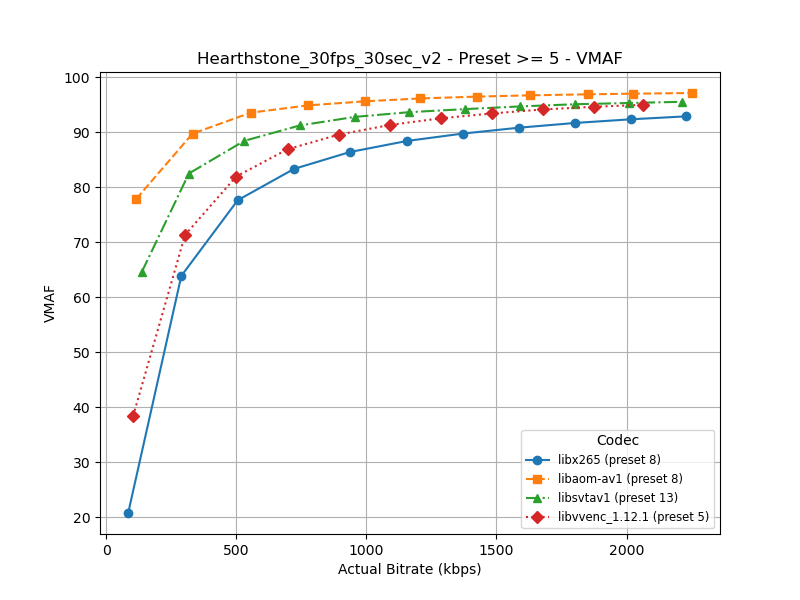 Hearthstone_30fps_30sec_v2 - Preset >= 5 - VMAF
100
90
80
70
60
50
40
30
20
VMAF
0
500
1000
1500
2000
Actual Bitrate (kbps)
Codec
libx265 (preset 8)
libaom-av1 (preset 8)
libsvtav1 (preset 13)
libvvenc_1.12.1 (preset 5)